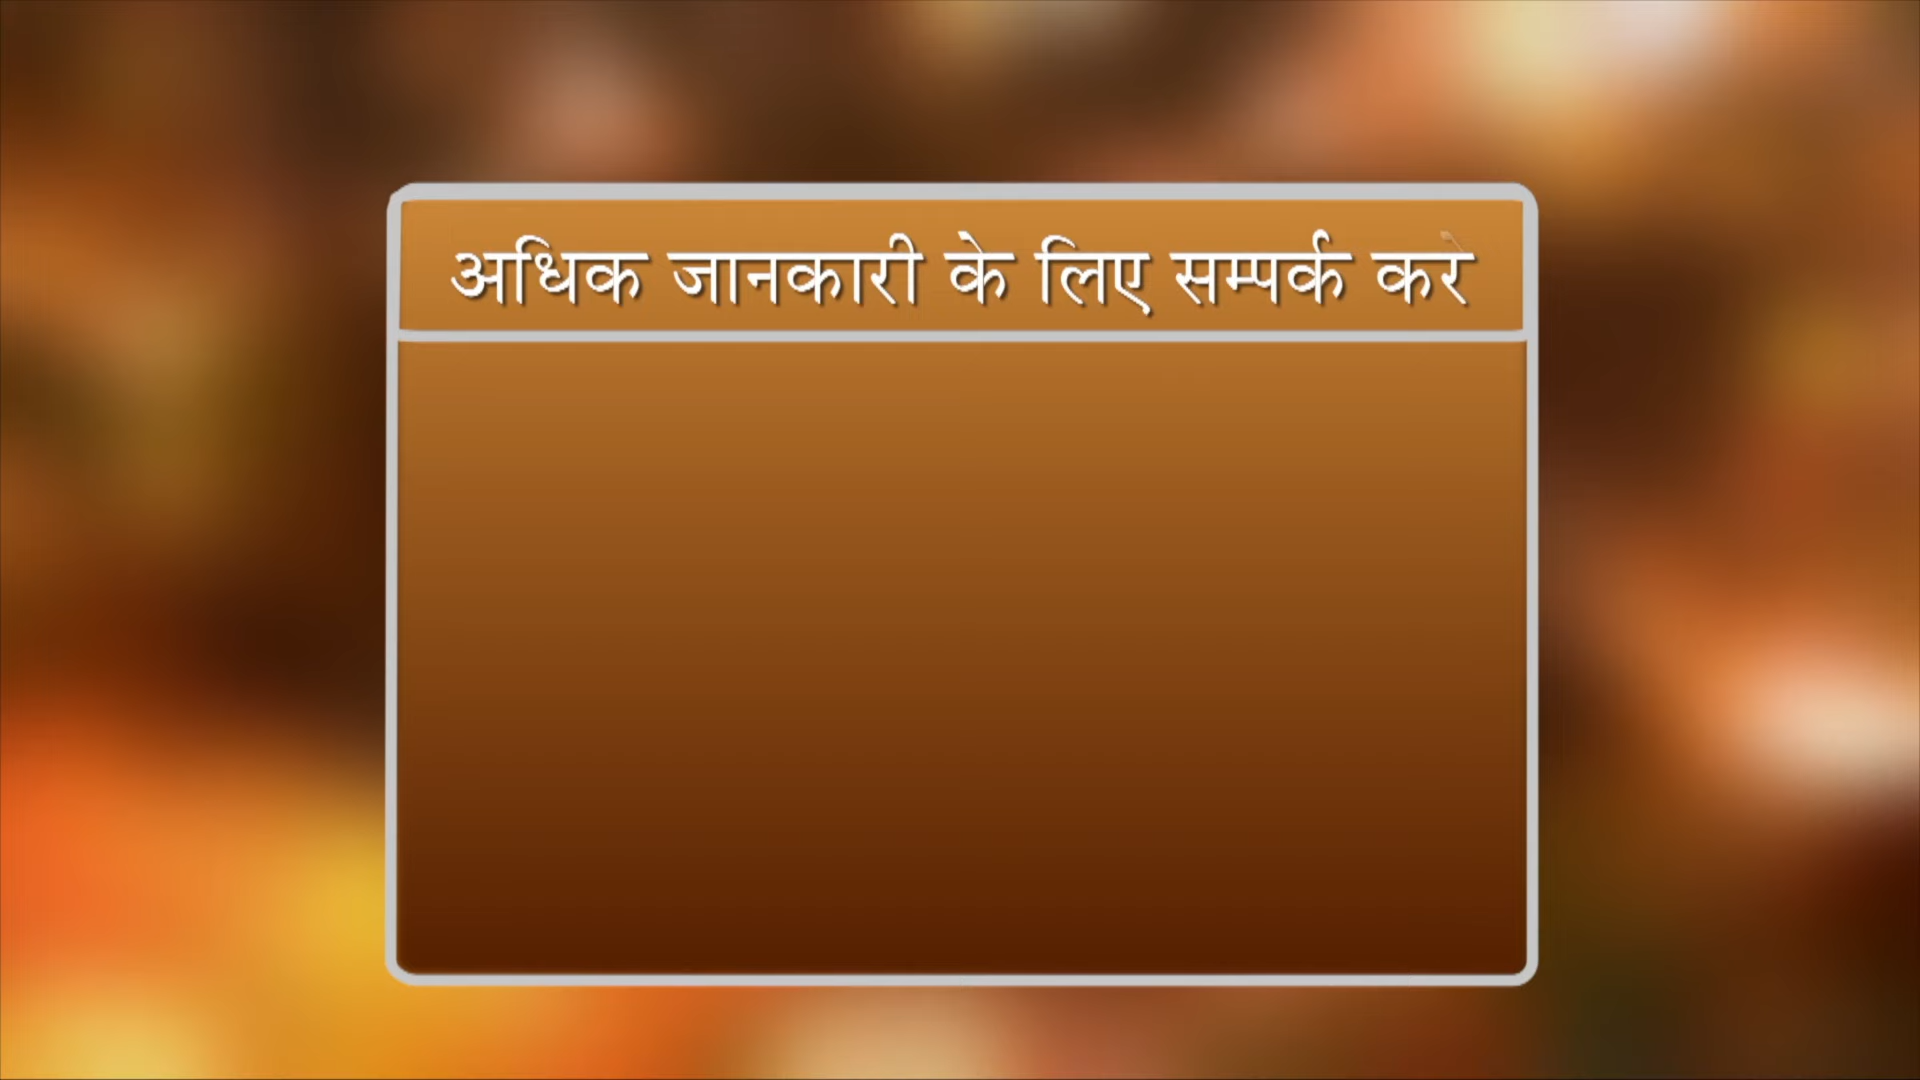 अधिक जानकारी के लिए सम्पर्क करे